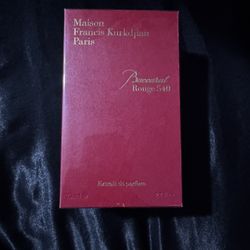 Maison
Francis Kurkdjian
Paris
Baccarat
Rouge 540
Extrait de parfum